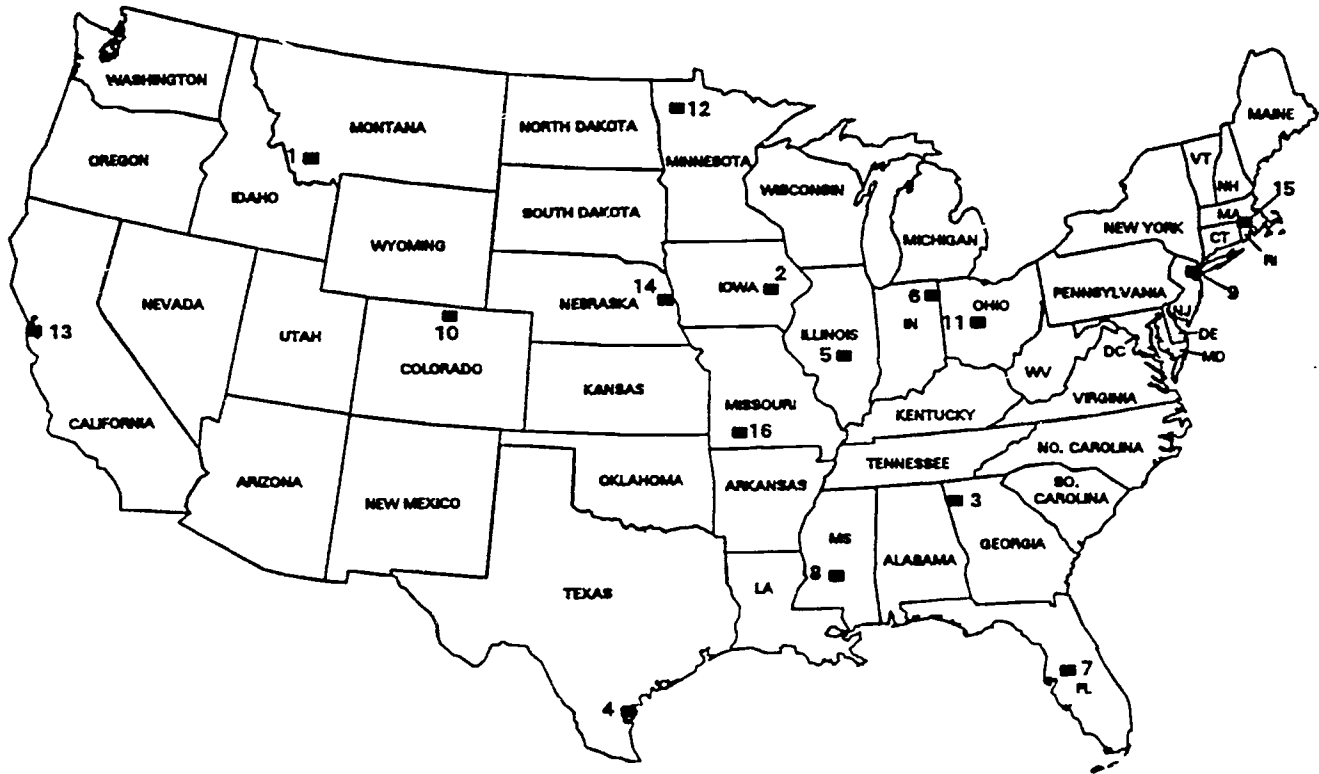 WASHINGTON
MONTANA
NORTH DAKOTA
12
MINNESOTA
MAINE
OREGON
1
IDAHO
VT
NH
15
WISCONSIN
SOUTH DAKOTA
WYOMING
MICHIGAN
NEW YORK
MA
CT
RI
NEVADA
14
NEBRASKA
IOWA
2
6
OHIO
PENNSYLVANIA
9
13
UTAH
10
ILLINOIS
IN
11
DE
MD
DC
5
COLORADO
KANSAS
WV
VIRGINIA
MISSOURI
16
KENTUCKY
CALIFORNIA
NO. CAROLINA
TENNESSEE
ARIZONA
NEW MEXICO
OKLAHOMA
ARKANSAS
SO.
CAROLINA
3
MS
GEORGIA
ALABAMA
8
TEXAS
LA
7
FL
4